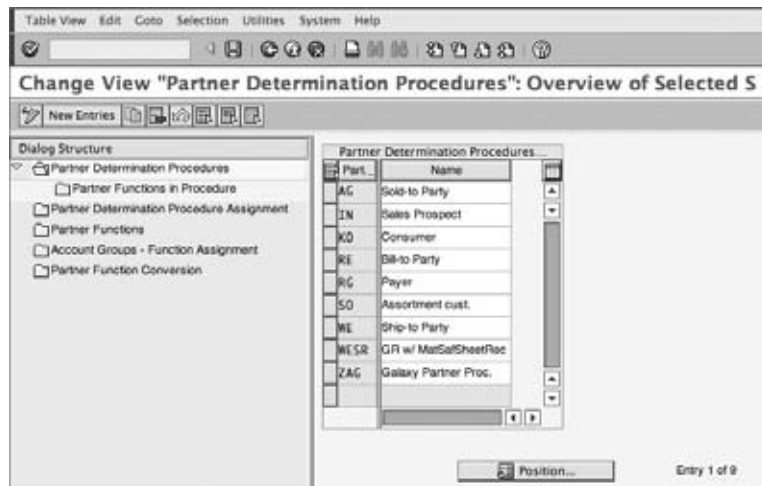 Table View Edit Goto Selection Utilities System Help
Change View "Partner Determination Procedures": Overview of Selected S
New Entries
Dialog Structure
Partner Determination Procedures
Partner Functions in Procedure
Partner Determination Procedure Assignment
Partner Functions
Account Groups - Function Assignment
Partner Function Conversion
Partner Determination Procedures...
Part... Name
AG Sold-to Party
IN Sales Prospect
KO Consumer
RE Bill-to Party
RG Payer
SO Assortment cust.
WE Ship-to Party
WESR GR w/ MatSafSheetRec
ZAG Galaxy Partner Proc.
Position...
Entry 1 of 9